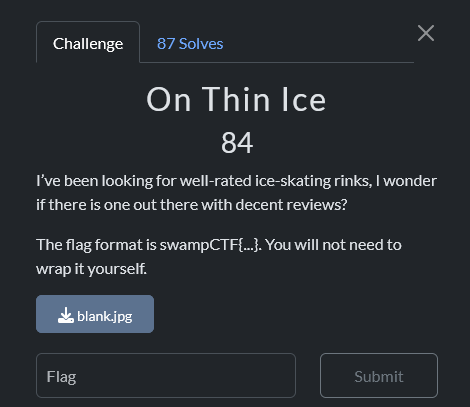 Challenge
87 Solves
On Thin Ice
84
I’ve been looking for well-rated ice-skating rinks, I wonder
if there is one out there with decent reviews?
The flag format is swampCTF{...}. You will not need to
wrap it yourself.
blank.jpg
Flag
Submit